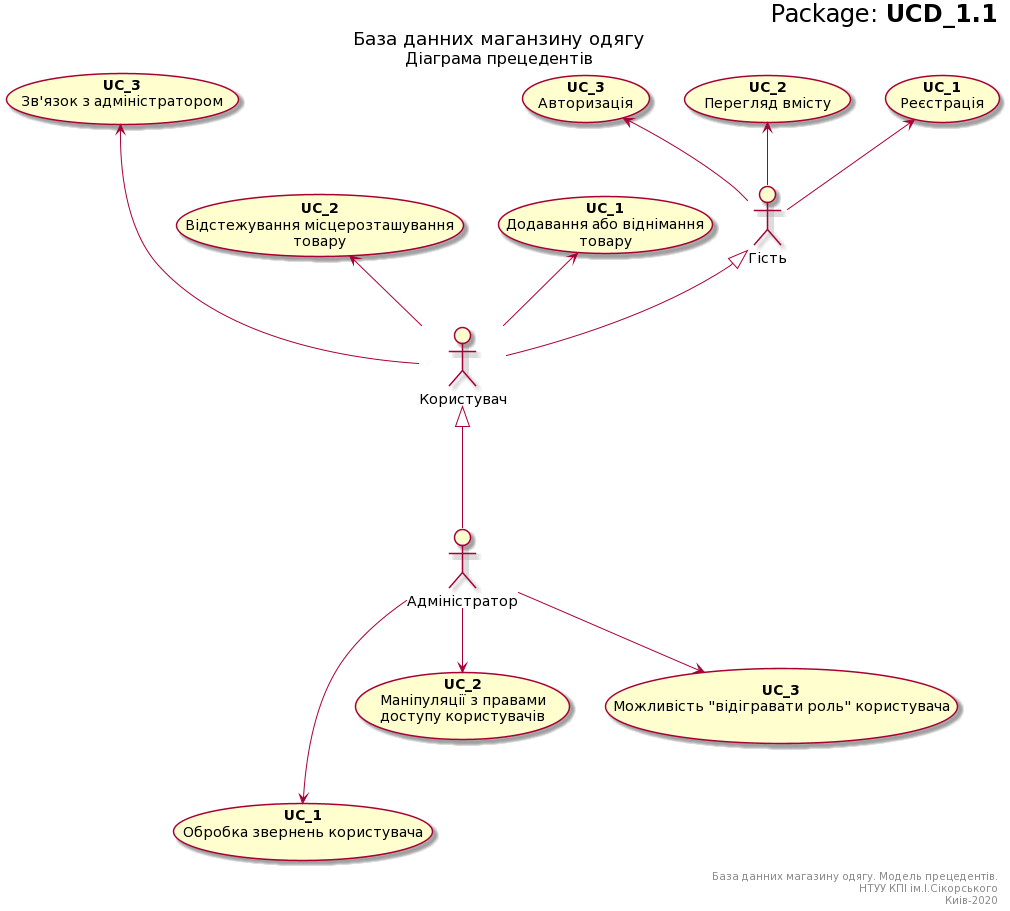 Package: UCD_1.1
База данних маганзину одягу
Діаграма прецедентів
UC_3
Зв'язок з адміністратором
UC_3
Авторизація
UC_2
Перегляд вмісту
UC_1
Реєстрація
UC_2
Відстежування місцерозташування
товару
UC_1
Додавання або віднімання
товару
Гість
Користувач
Адміністратор
UC_2
Маніпуляції з правами
доступу користувачів
UC_3
Можливість "відігравати роль" користувача
UC_1
Обробка звернень користувача
База данних магазину одягу. Модель прецедентів.
НТУУ КПІ ім.І.Сікорського
Киів-2020